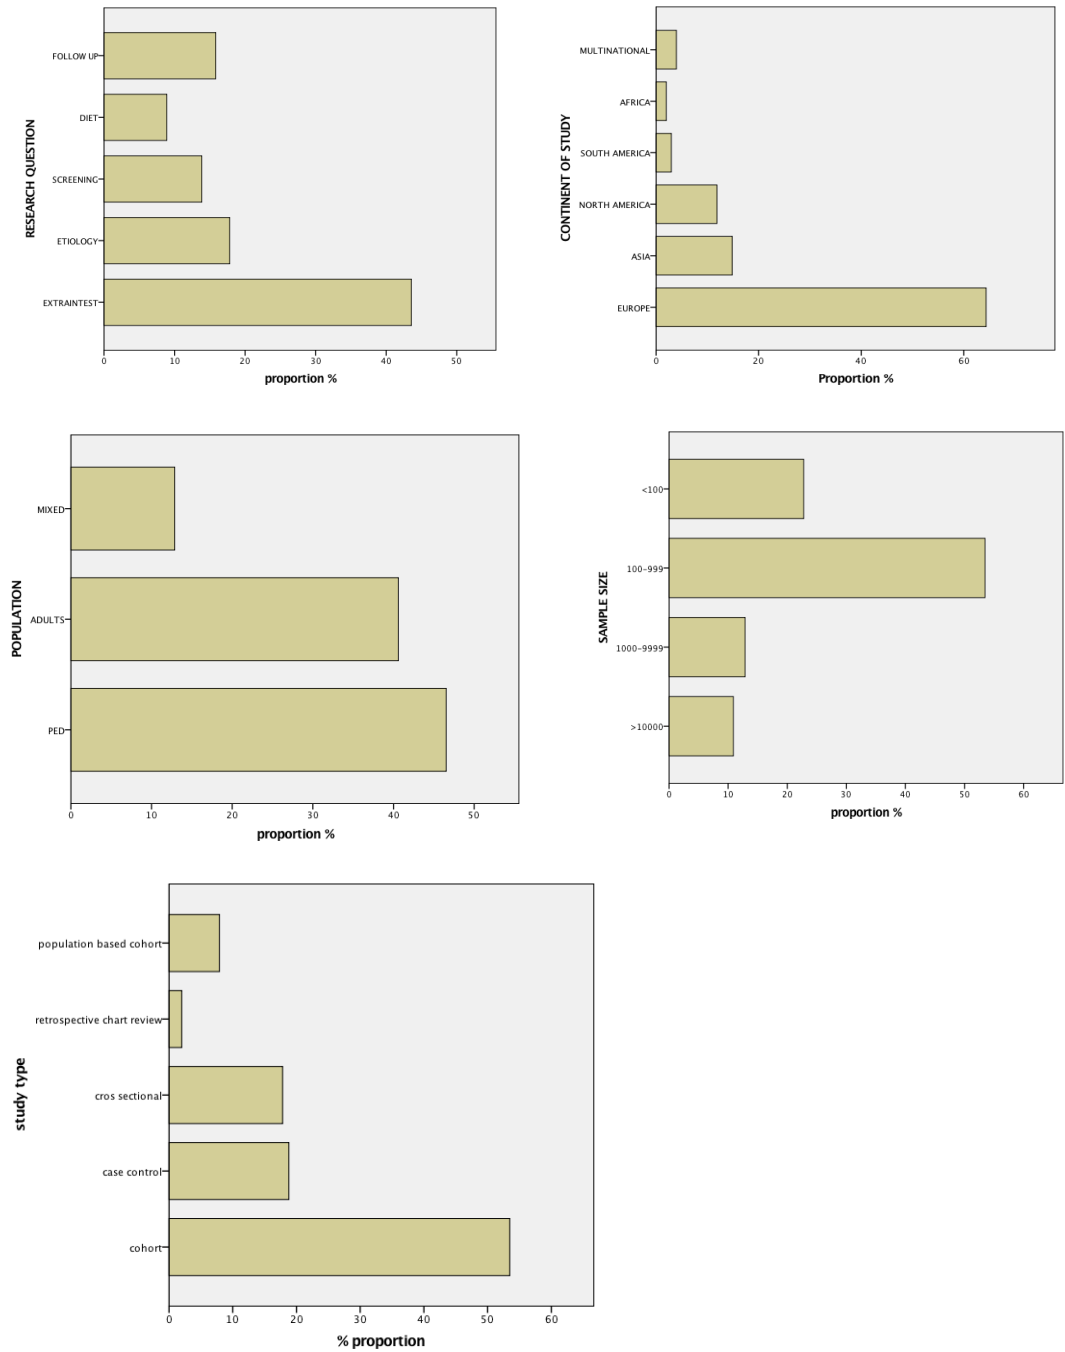 RESEARCH QUESTION
FOLLOW UP
DIET
SCREENING
ETIOLOGY
EXTRAINTEST
0 10 20 30 40 50
proportion %
CONTINENT OF STUDY
MULTINATIONAL
AFRICA
SOUTH AMERICA
NORTH AMERICA
ASIA
EUROPE
0 20 40 60
Proportion %
POPULATION
MIXED
ADULTS
PED
0 10 20 30 40 50
proportion %
SAMPLE SIZE
<100
100-999
1000-9999
>10000
0 10 20 30 40 50 60
proportion %
study type
population based cohort
retrospective chart review
cros sectional
case control
cohort
0 10 20 30 40 50 60
% proportion